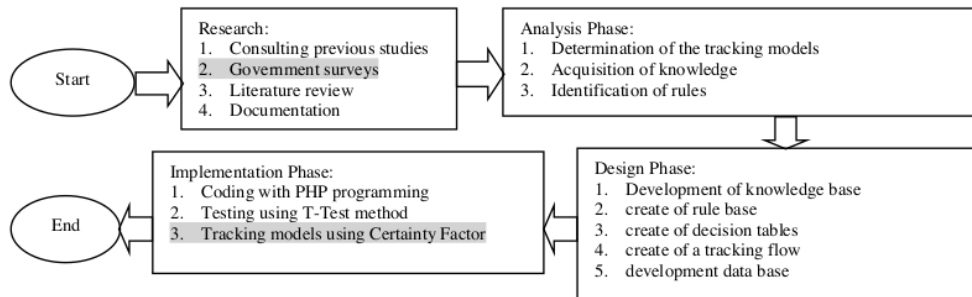 Start
Research:
1. Consulting previous studies
2. Government surveys
3. Literature review
4. Documentation
Analysis Phase:
1. Determination of the tracking models
2. Acquisition of knowledge
3. Identification of rules
Design Phase:
1. Development of knowledge base
2. create of rule base
3. create of decision tables
4. create of a tracking flow
5. development data base
Implementation Phase:
1. Coding with PHP programming
2. Testing using T-Test method
3. Tracking models using Certainty Factor
End